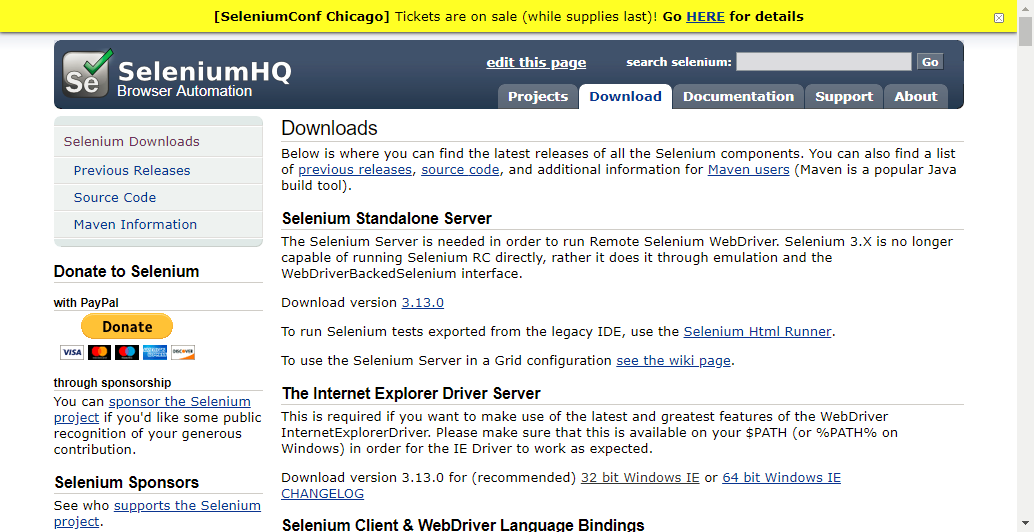 [SeleniumConf Chicago] Tickets are on sale (while supplies last)! Go HERE for details
Se
SeleniumHQ
Browser Automation
edit this page
search selenium:
Go
Projects
Download
Documentation
Support
About
Selenium Downloads
Previous Releases
Source Code
Maven Information
Donate to Selenium
with PayPal
Donate
VISA
DISCOVER
through sponsorship
You can sponsor the Selenium
project if you'd like some public
recognition of your generous
contribution.
Selenium Sponsors
See who supports the Selenium
project.
Downloads
Below is where you can find the latest releases of all the Selenium components. You can also find a list
of previous releases, source code, and additional information for Maven users (Maven is a popular Java
build tool).
Selenium Standalone Server
The Selenium Server is needed in order to run Remote Selenium WebDriver. Selenium 3.X is no longer
capable of running Selenium RC directly, rather it does it through emulation and the
WebDriverBackedSelenium interface.
Download version 3.13.0
To run Selenium tests exported from the legacy IDE, use the Selenium Html Runner.
To use the Selenium Server in a Grid configuration see the wiki page.
The Internet Explorer Driver Server
This is required if you want to make use of the latest and greatest features of the WebDriver
InternetExplorerDriver. Please make sure that this is available on your $PATH (or %PATH% on
Windows) in order for the IE Driver to work as expected.
Download version 3.13.0 for (recommended) 32 bit Windows IE or 64 bit Windows IE
CHANGELOG
Selenium Client & WebDriver Language Bindings